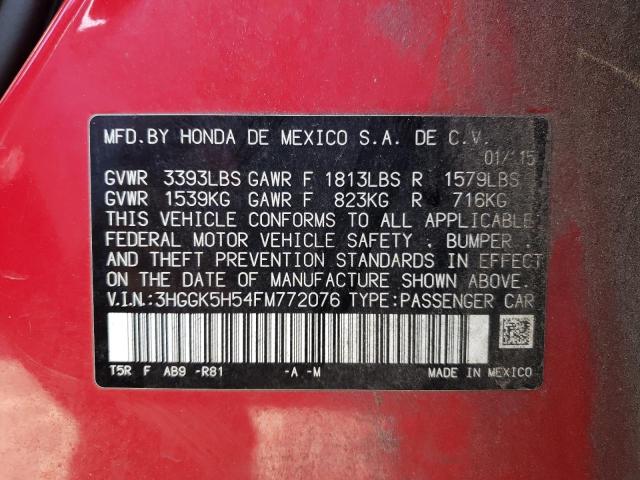 MFD.BY HONDA DE MEXICO S.A. DE C.V.
01/15
GVWR 3393LBS GAWR F 1813LBS R 1579LBS
GVWR 1539KG GAWR F 823KG R 716KG
THIS VEHICLE CONFORMS TO ALL APPLICABLE
FEDERAL MOTOR VEHICLE SAFETY , BUMPER ,
AND THEFT PREVENTION STANDARDS IN EFFECT
ON THE DATE OF MANUFACTURE SHOWN ABOVE.
V.I.N.:3HGGK5H54FM772076 TYPE:PASSENGER CAR
T5R F AB9 -R81 -A -M MADE IN MEXICO